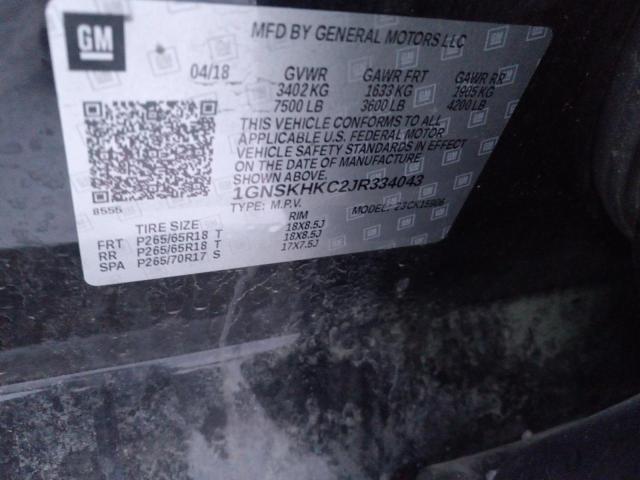 GM
MFD BY GENERAL MOTORS LLC
04/18 GVWR GAWR FRT GAWR RR
3402 KG 1633 KG 1905 KG
7500 LB 3600 LB 4200 LB
THIS VEHICLE CONFORMS TO ALL
APPLICABLE U.S. FEDERAL MOTOR
VEHICLE SAFETY STANDARDS IN EFFECT
ON THE DATE OF MANUFACTURE
SHOWN ABOVE.
1GNSKHKC2JR334043
8555
TYPE: M.P.V. MODEL:
TIRE SIZE RIM
FRT P265/65R18 T 18X8.5J
RR P265/65R18 T 18X8.5J
SPA P265/70R17 S 17X7.5J